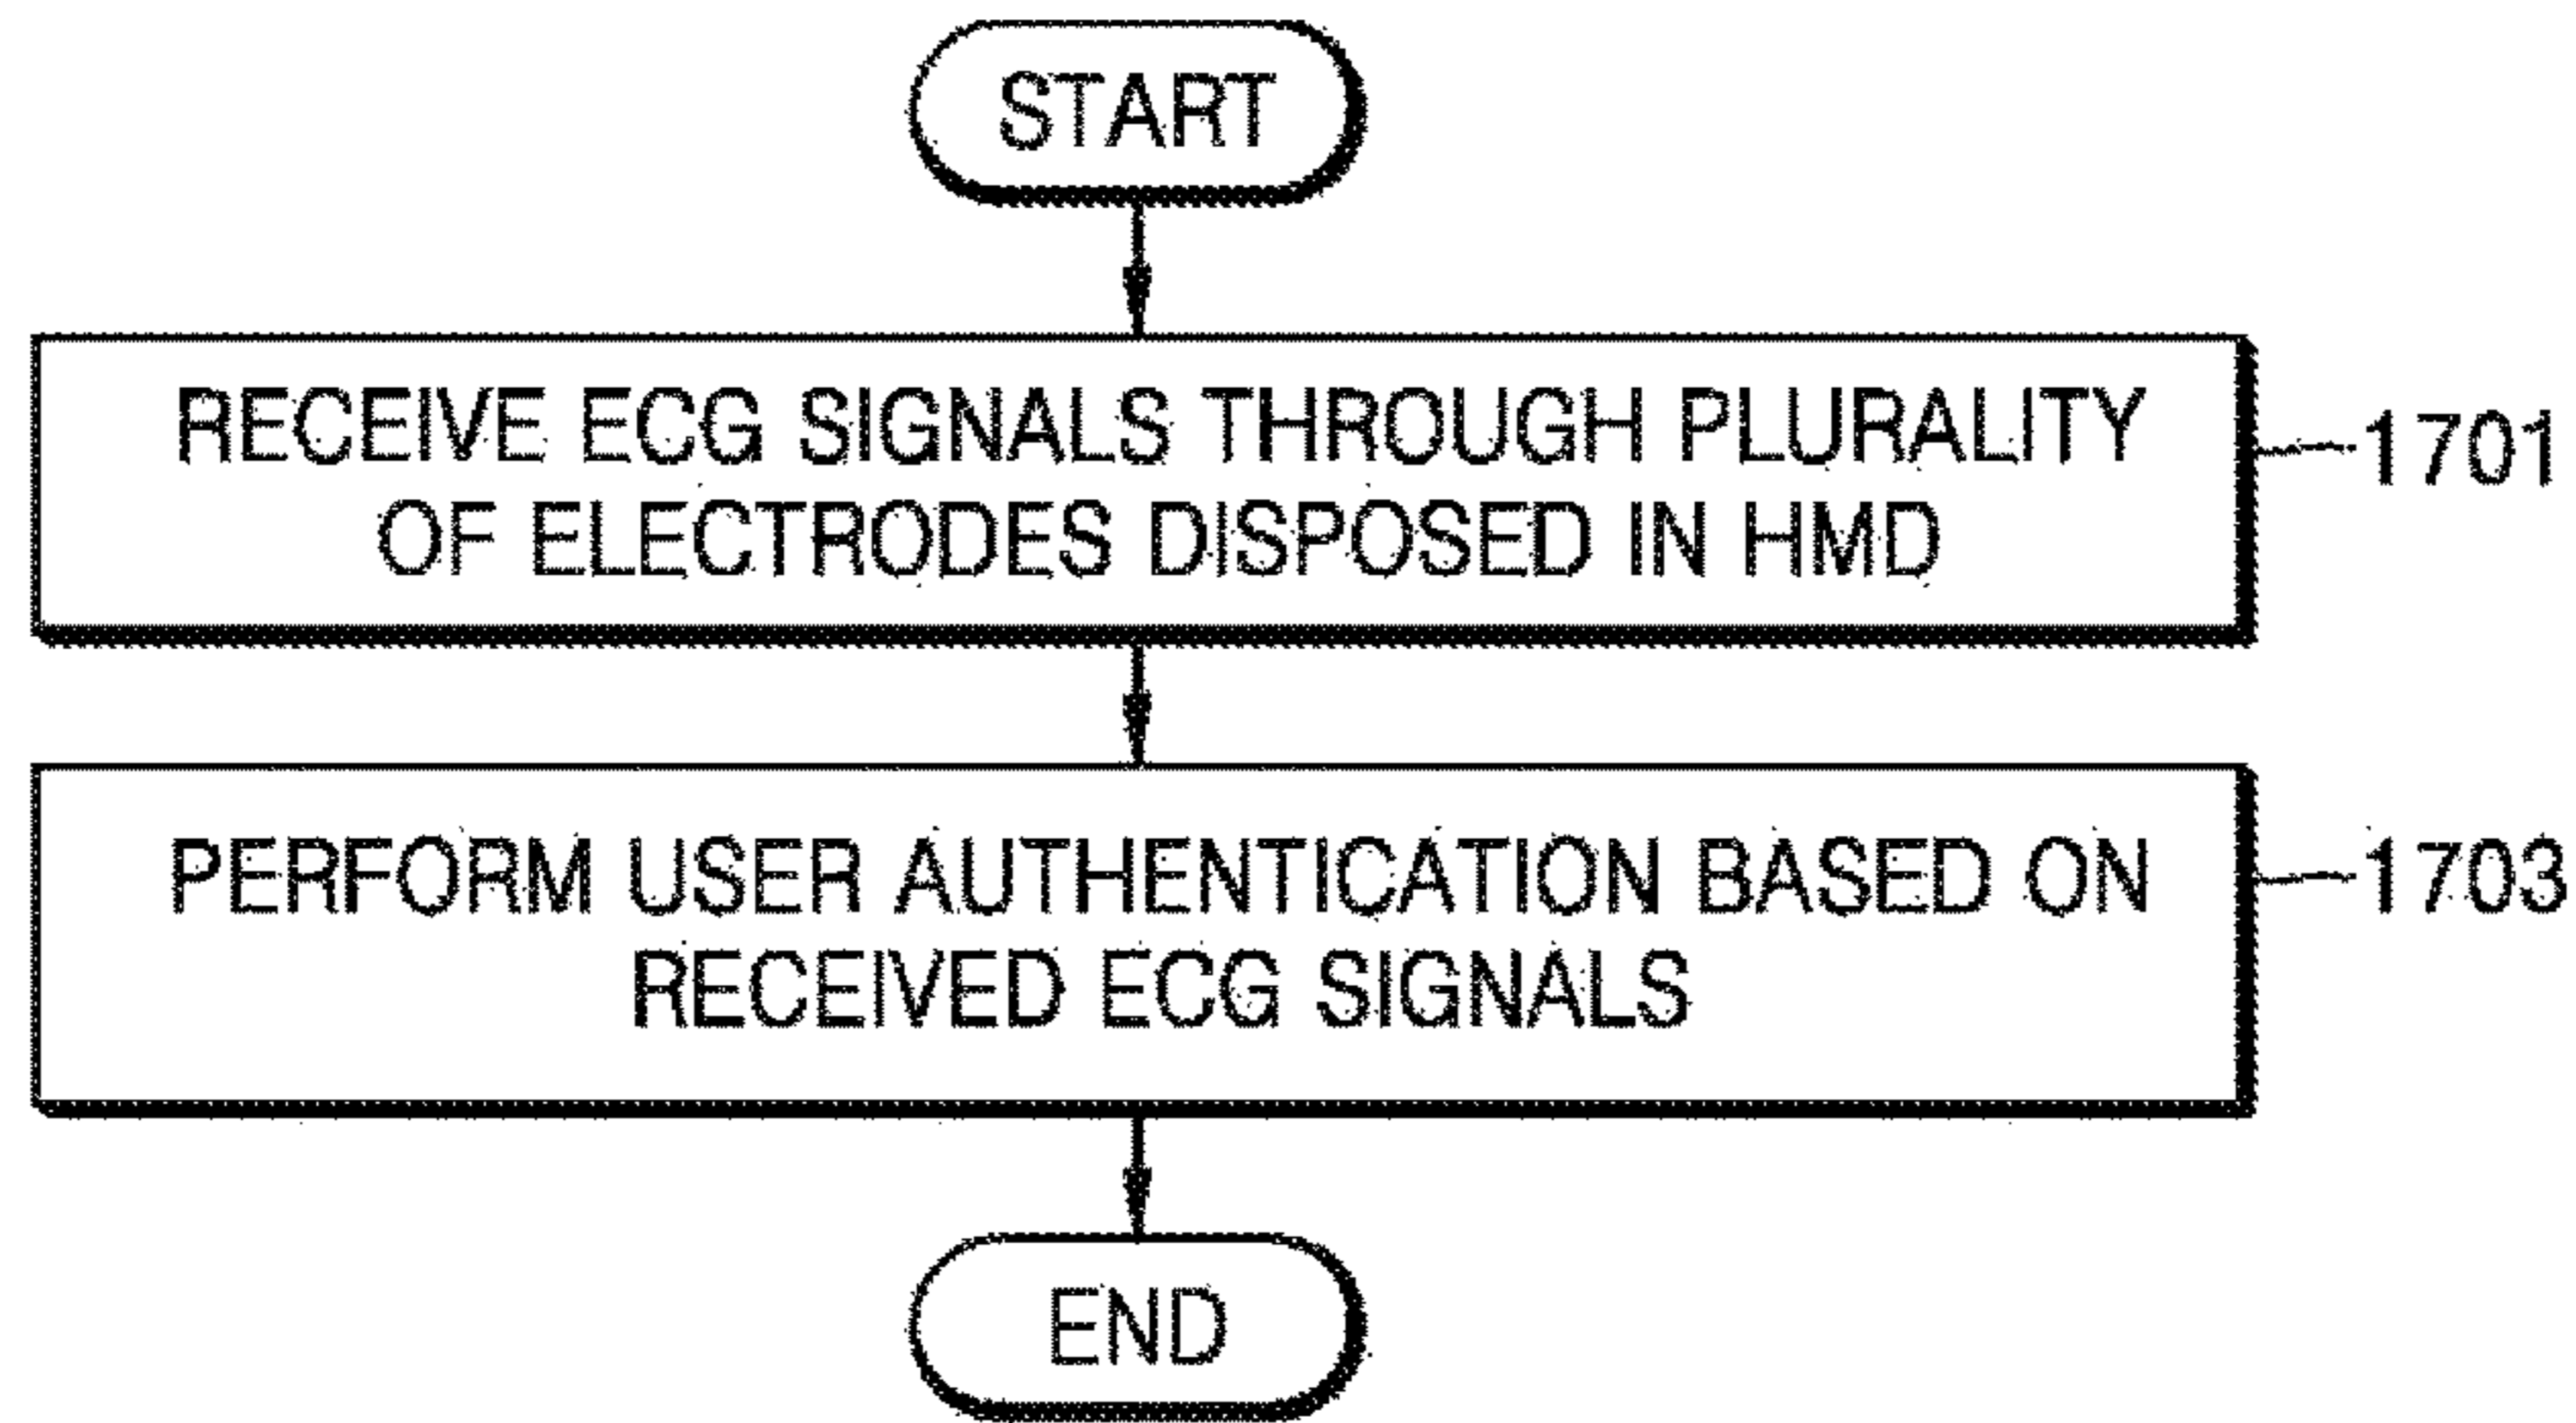 START
RECEIVE ECG SIGNALS THROUGH PLURALITY
OF ELECTRODES DISPOSED IN HMD
1701
PERFORM USER AUTHENTICATION BASED ON
RECEIVED ECG SIGNALS
1703
END